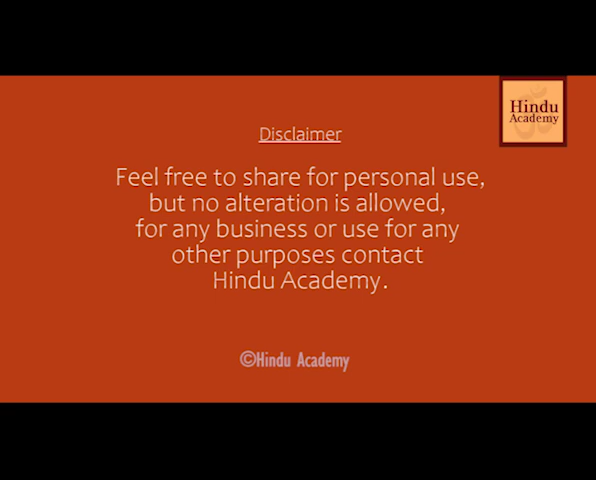 Hindu
Academy
Disclaimer
Feel free to share for personal use,
but no alteration is allowed,
for any business or use for any
other purposes contact
Hindu Academy.
©Hindu Academy